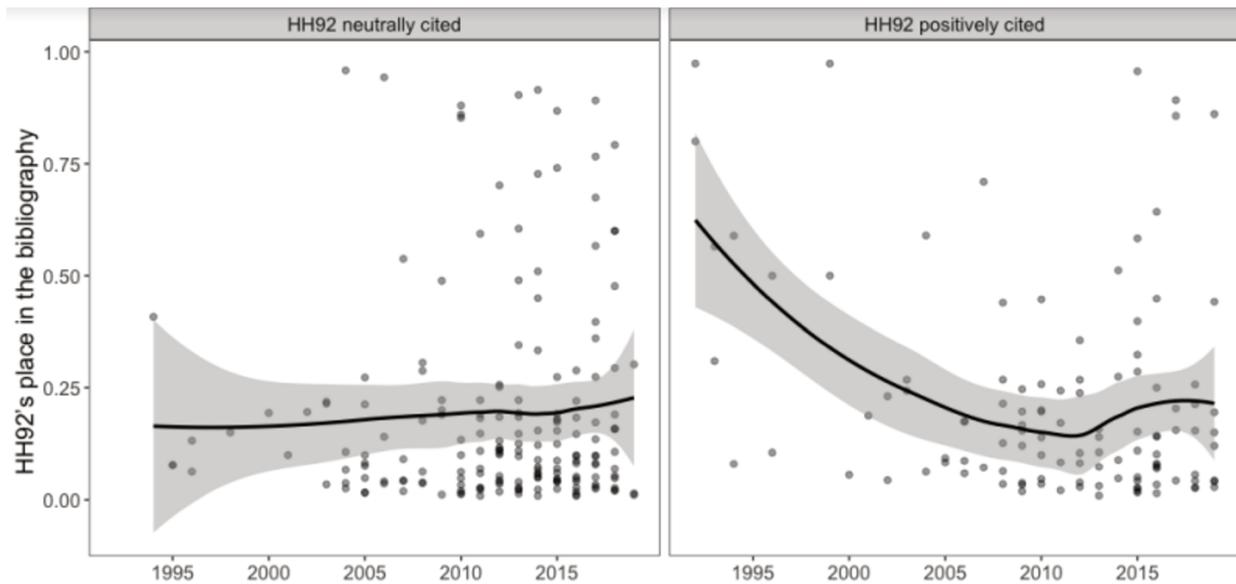 HH92 neutrally cited
HH92 positively cited
HH92's place in the bibliography
1.00
0.75
0.50
0.25
0.00
1995 2000 2005 2010 2015
1995 2000 2005 2010 2015